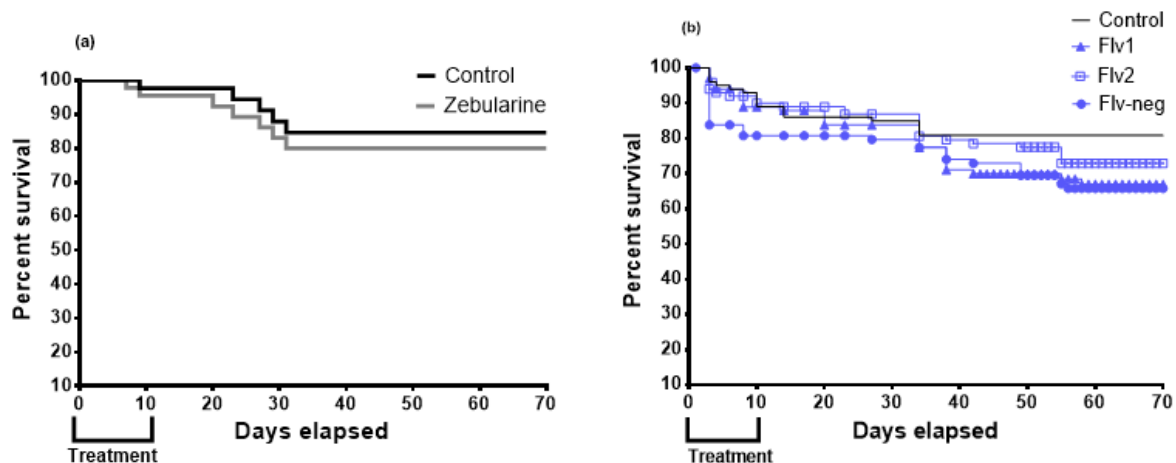 (a)
Control
Zebularine
Percent survival
100
90
80
70
60
50
40
30
20
10
0 10 20 30 40 50 60 70
Days elapsed
Treatment
(b)
Control
Flv1
Flv2
Flv-neg
Percent survival
100
90
80
70
60
50
40
30
20
10
0 10 20 30 40 50 60 70
Days elapsed
Treatment